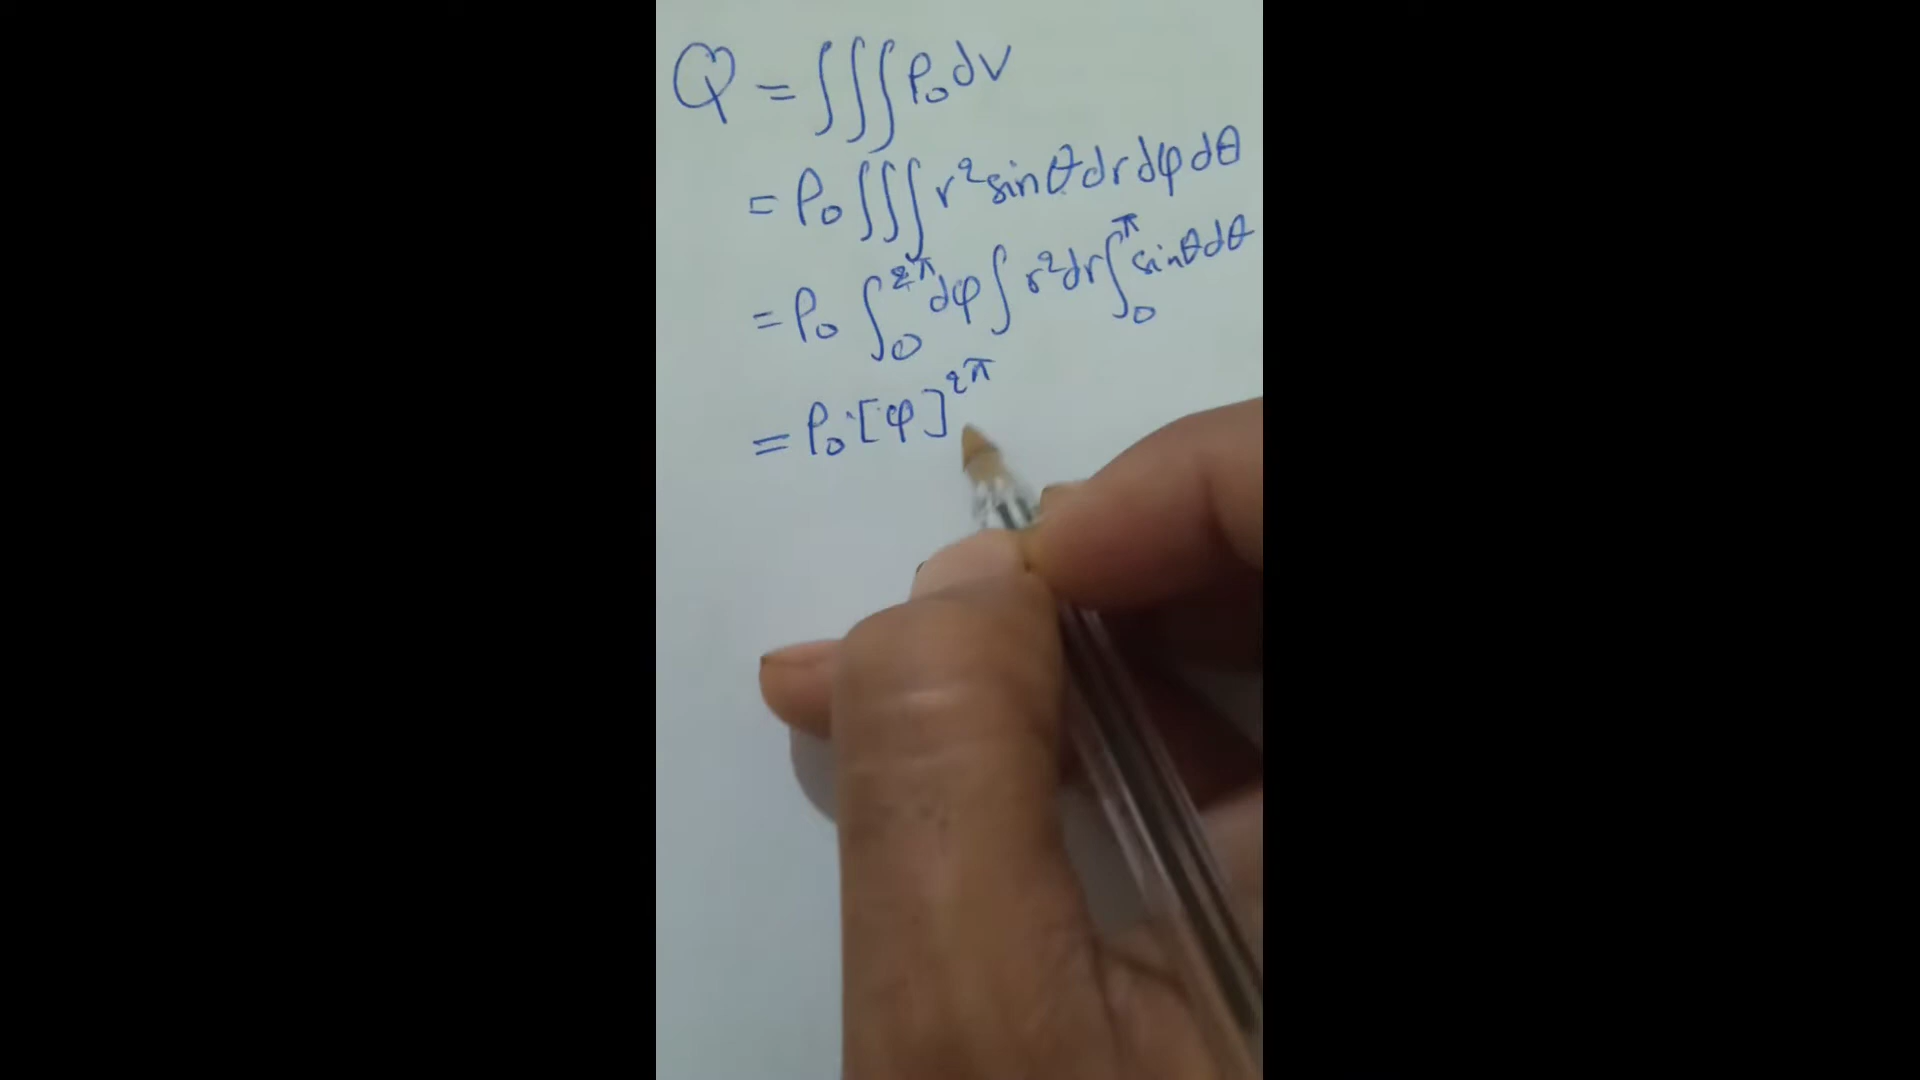 Q = ∫∫∫ ρ₀ dv
= ρ₀ ∫∫∫ r² sinθ dr dφ dθ
= ρ₀ ∫₀^2π dφ ∫ r² dr ∫₀^π sinθ dθ
= ρ₀ [φ]^2π